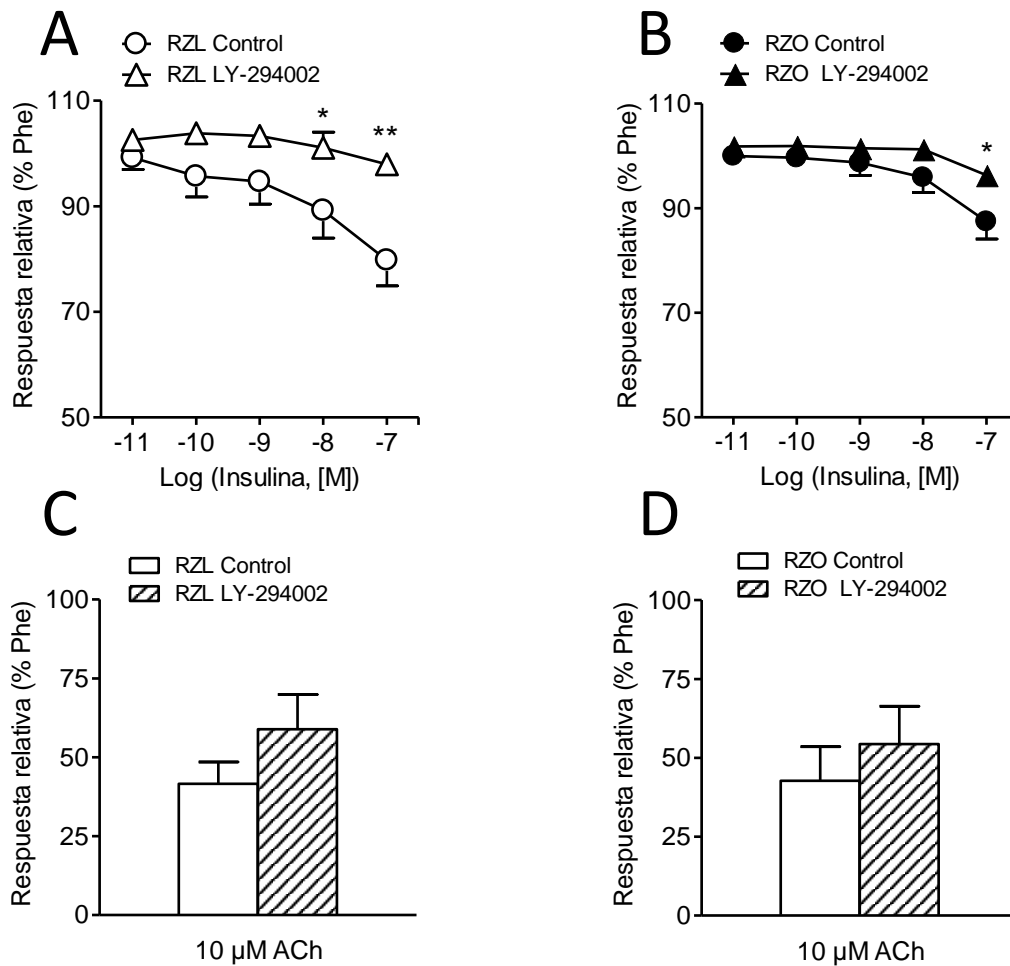 A
RZL Control
RZL LY-294002
110
90
70
50
Respuesta relativa (% Phe)
*
**
-11 -10 -9 -8 -7
Log (Insulina, [M])
B
RZO Control
RZO LY-294002
110
90
70
50
Respuesta relativa (% Phe)
*
-11 -10 -9 -8 -7
Log (Insulina, [M])
C
RZL Control
RZL LY-294002
100
75
50
25
0
Respuesta relativa (% Phe)
10 µM ACh
D
RZO Control
RZO LY-294002
100
75
50
25
0
Respuesta relativa (% Phe)
10 µM ACh